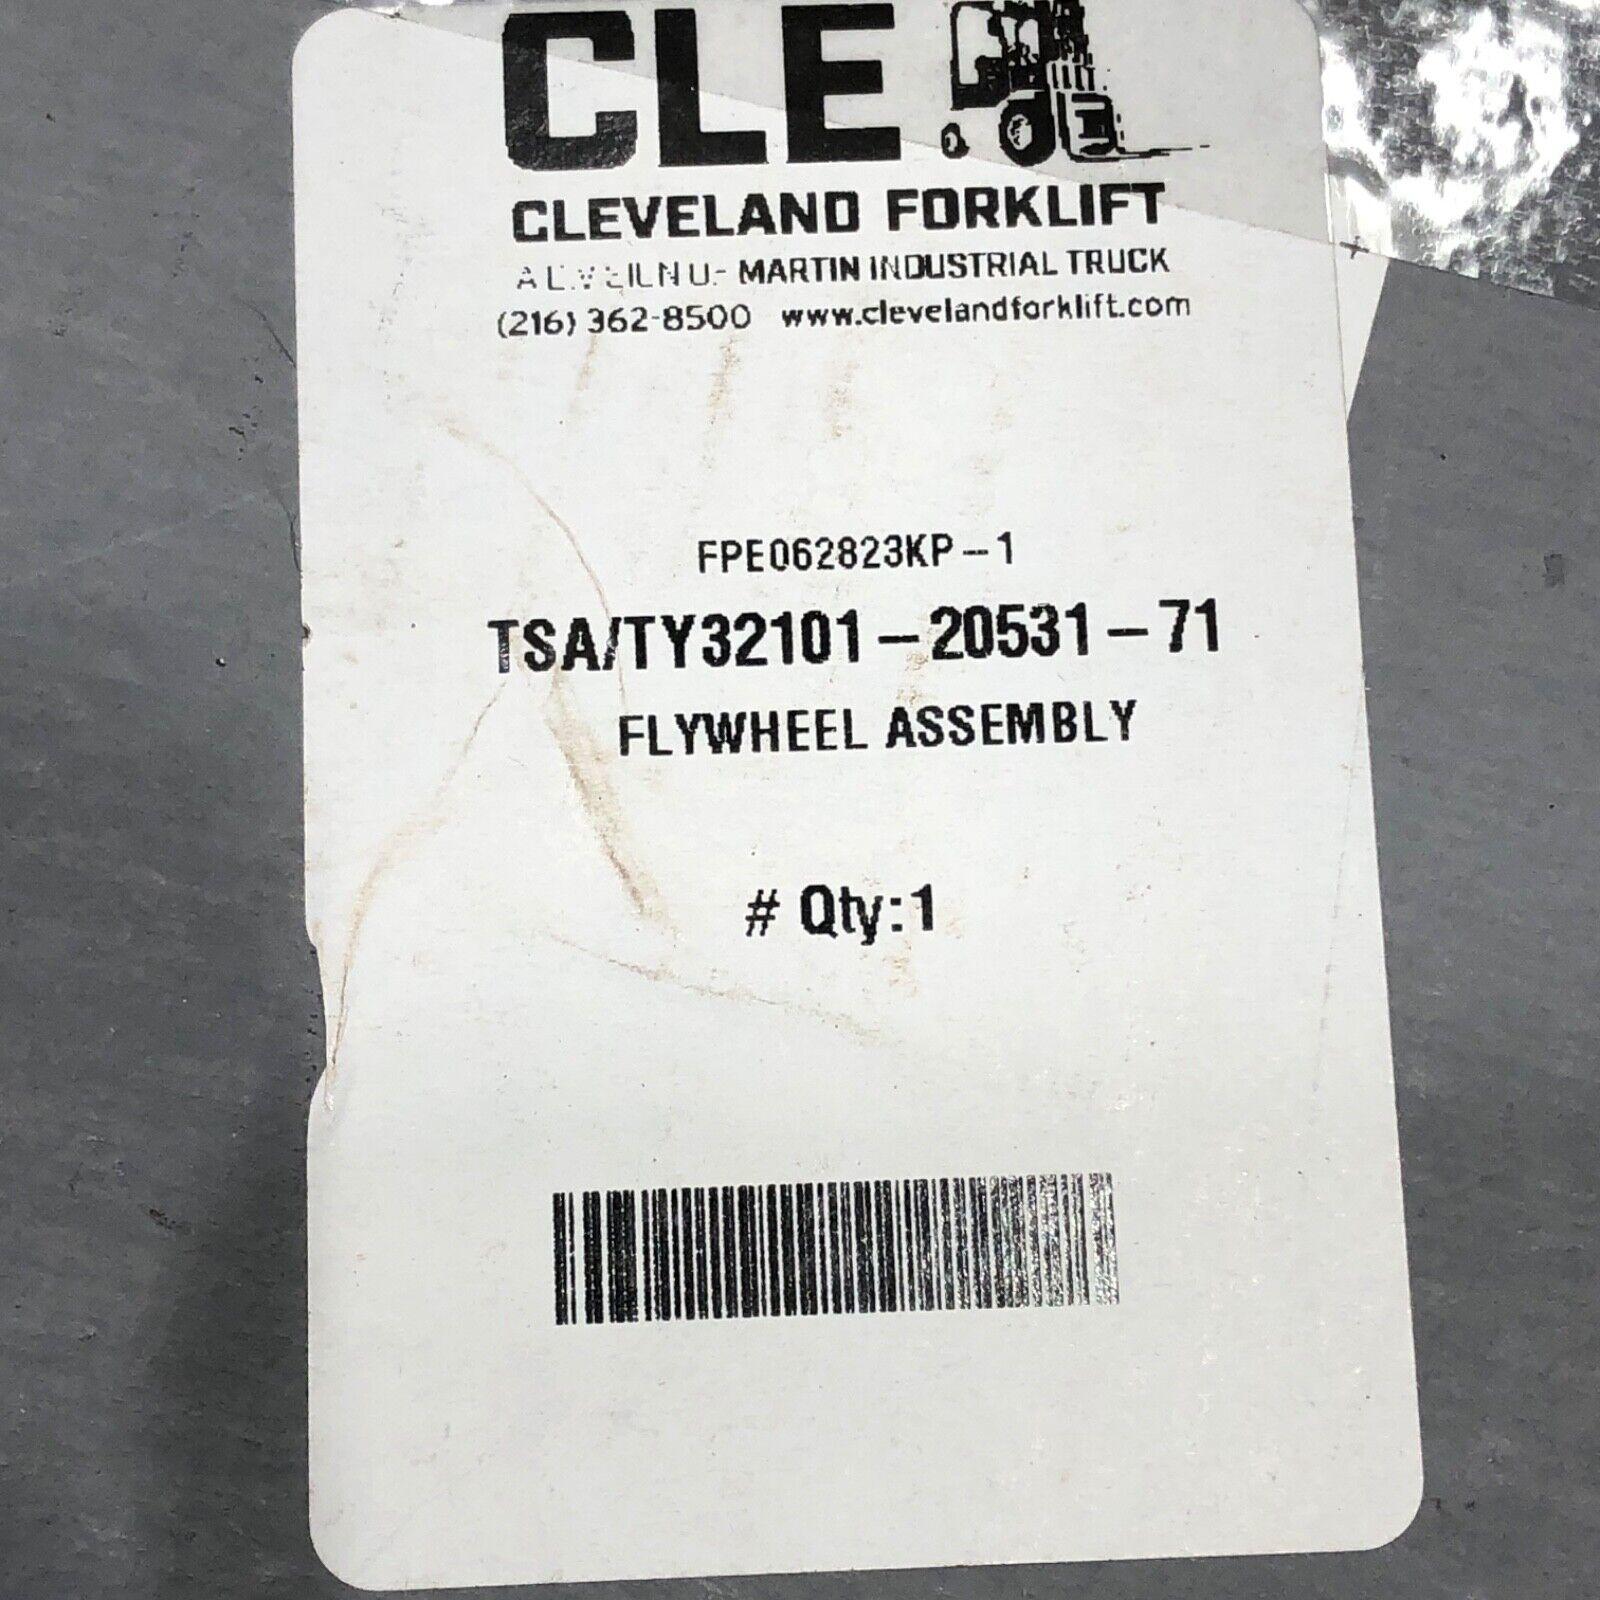 CLE
CLEVELAND FORKLIFT
MARTIN INDUSTRIAL TRUCK
(216) 362-8500 www.clevelandforklift.com
FPE062823KP-1
TSA/TY32101-20531-71
FLYWHEEL ASSEMBLY
# Qty:1